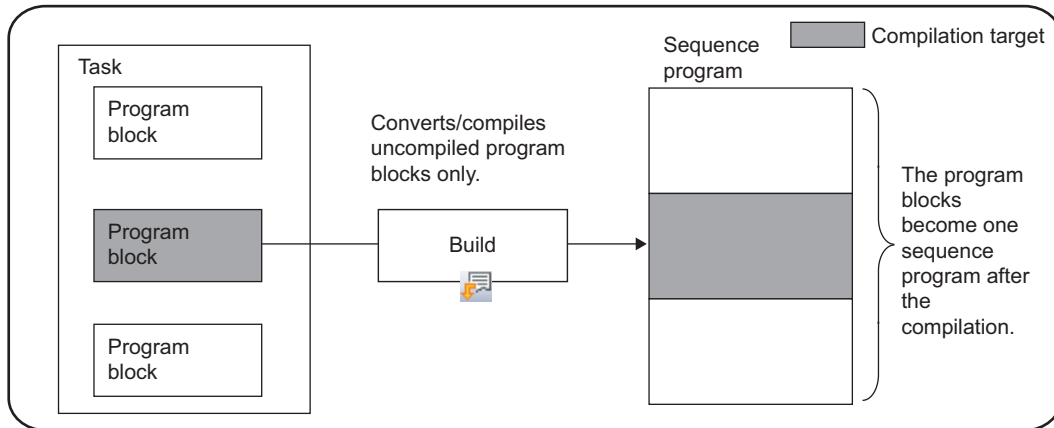 Compilation target
Task
Program
block
Program
block
Program
block
Converts/compiles
uncompiled program
blocks only.
Build
Sequence
program
The program
blocks
become one
sequence
program after
the
compilation.